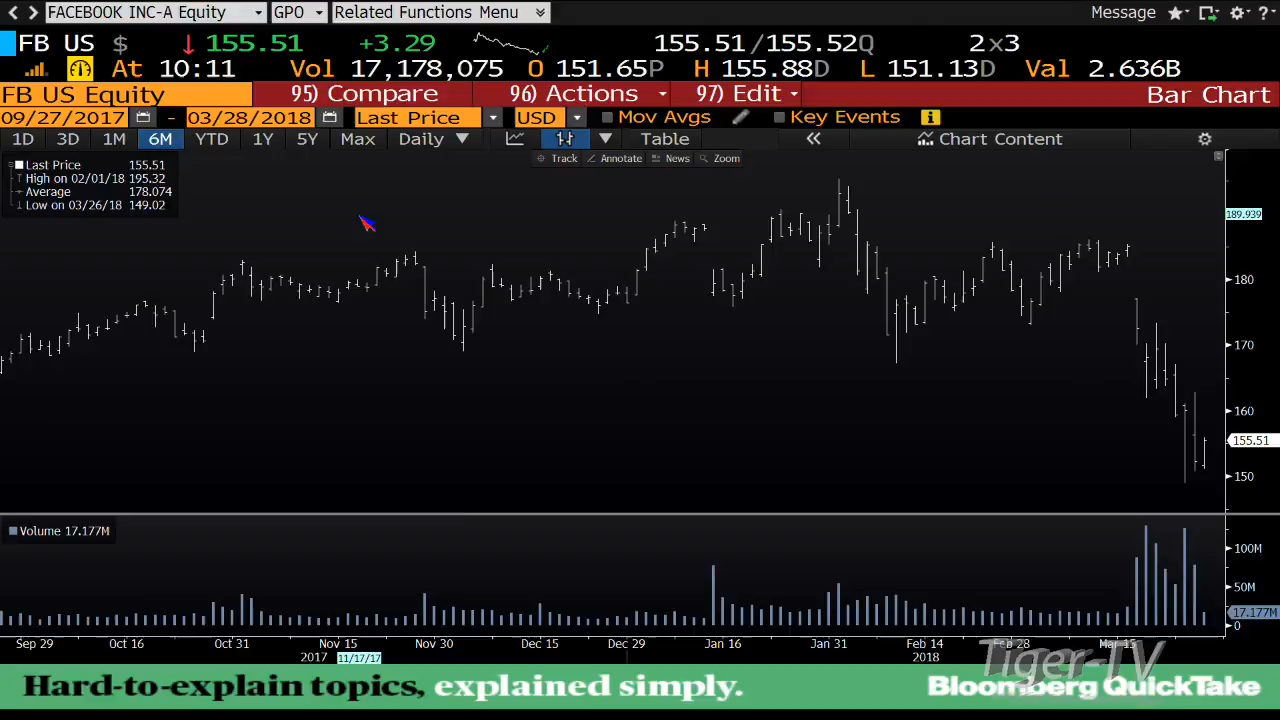 FACEBOOK INC-A Equity GPO Related Functions Menu Message ?
FB US $ ↓ 155.51 +3.29 155.51/155.52Q 2x3
At 10:11 Vol 17,178,075 O 151.65P H 155.88D L 151.13D Val 2.636B
FB US Equity 95) Compare 96) Actions 97) Edit Bar Chart
09/27/2017 - 03/28/2018 Last Price USD Mov Avgs Key Events i
1D 3D 1M 6M YTD 1Y 5Y Max Daily ▼ Table « Chart Content
Track Annotate News Zoom
Last Price 155.51
High on 02/01/18 195.32
Average 178.074
Low on 03/26/18 149.02
189.939
180
170
160
155.51
150
Volume 17.177M
100M
50M
17.177M
0
Sep 29 Oct 16 Oct 31 Nov 15 Nov 30 Dec 15 Dec 29 Jan 16 Jan 31 Feb 14 Feb 28 Mar 15
2017 11/17/17 2018
Tiger-TV
Hard-to-explain topics, explained simply. Bloomberg QuickTake